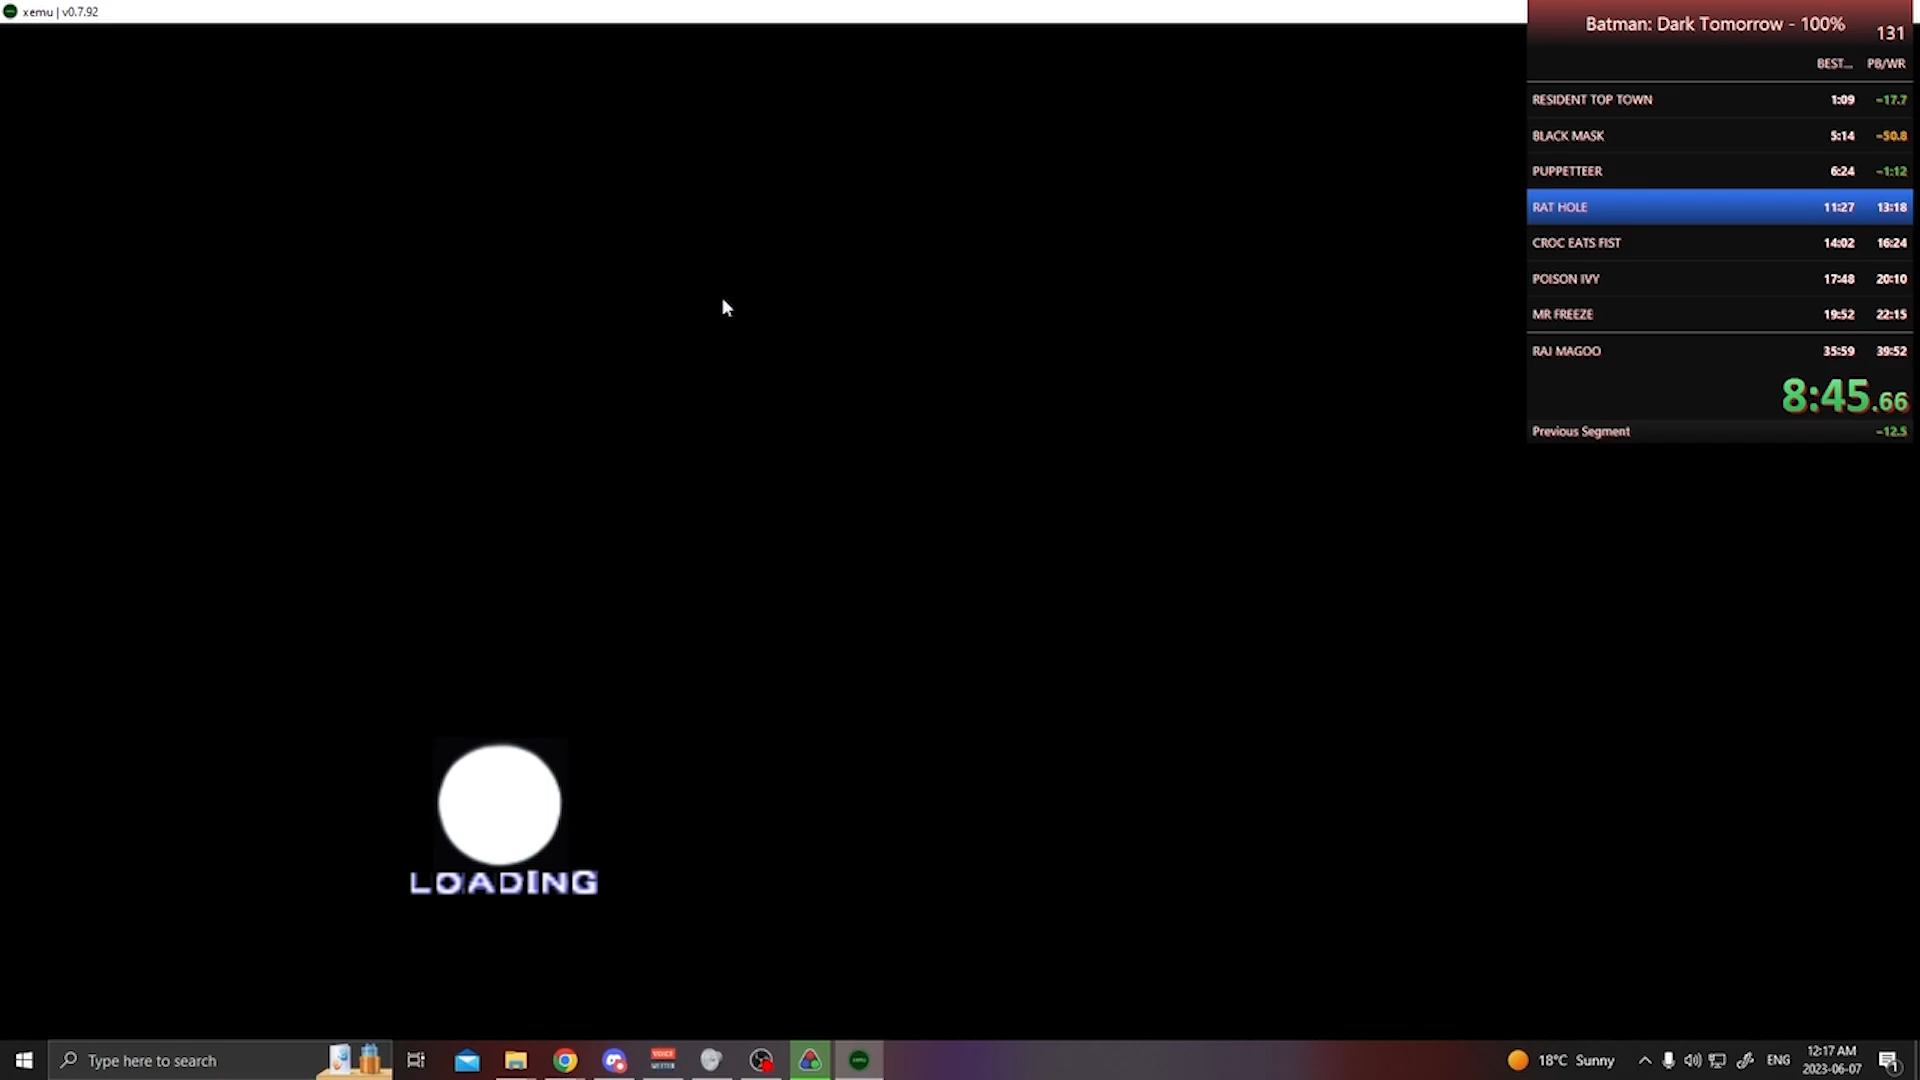 xemu | v0.7.92
Batman: Dark Tomorrow - 100%
131
BEST... PB/WR
RESIDENT TOP TOWN 1:09 -17.7
BLACK MASK 5:14 -50.8
PUPPETTEER 6:24 -1:12
RAT HOLE 11:27 13:18
CROC EATS FIST 14:02 16:24
POISON IVY 17:48 20:10
MR FREEZE 19:52 22:15
RAJ MAGOO 35:59 39:52
8:45.66
Previous Segment -12.5
LOADING
Type here to search
18°C Sunny
ENG
12:17 AM
2023-06-07
1